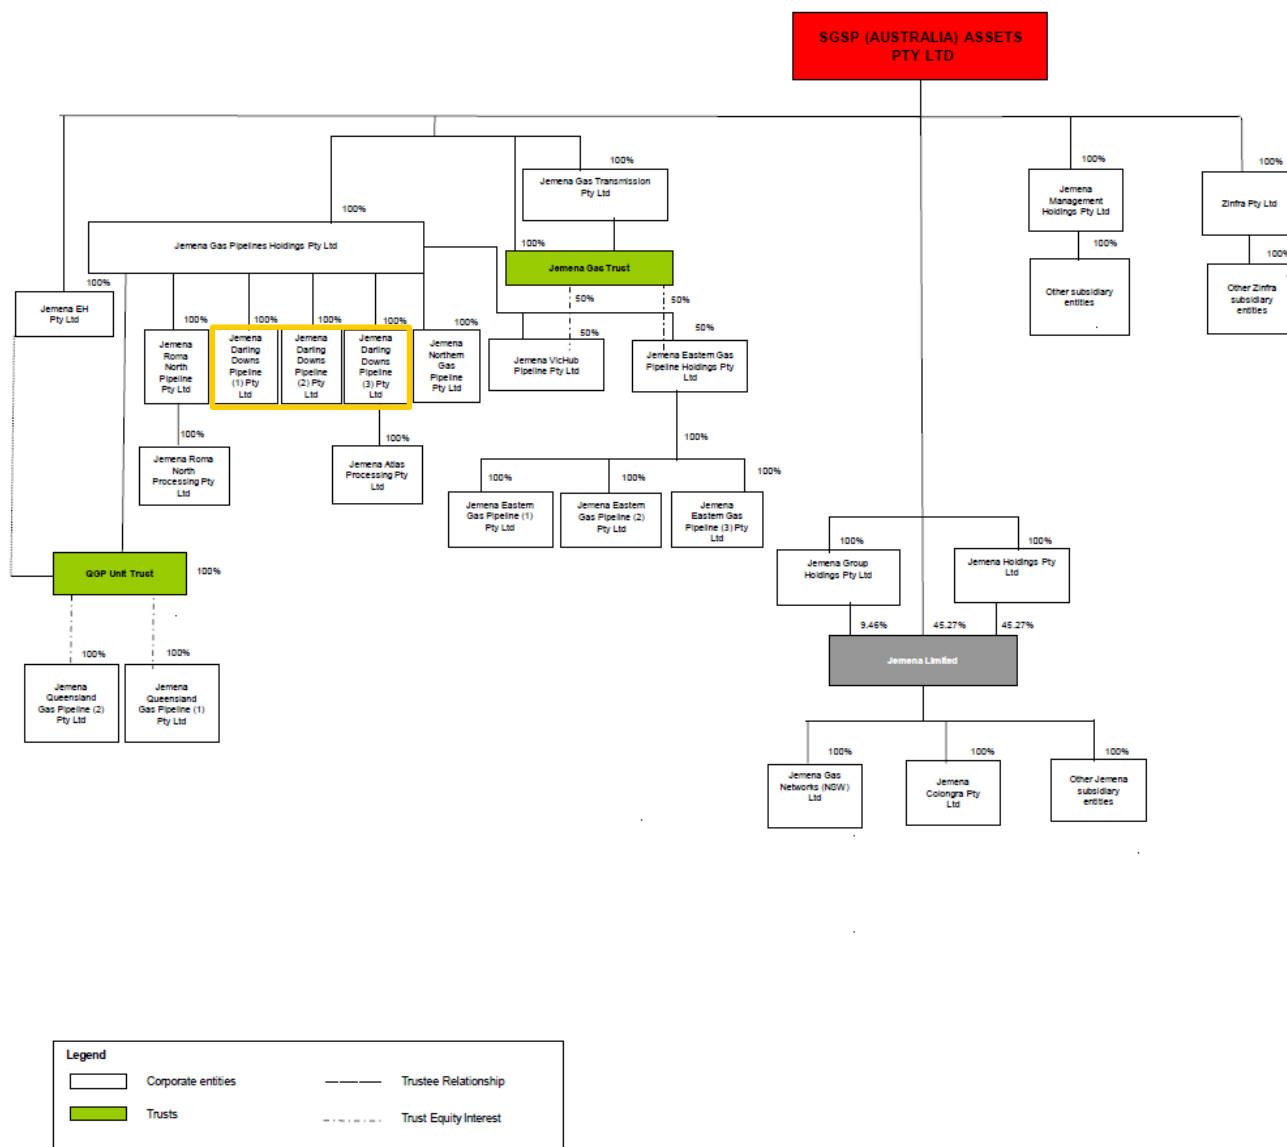 SGSP (AUSTRALIA) ASSETS
PTY LTD
100%
Jemena Gas Transmission
Pty Ltd
100%
Jemena
Management
Holdings Pty Ltd
100%
Zinfra Pty Ltd
100%
Jemena Gas Pipelines Holdings Pty Ltd
100%
Jemena Gas Trust
100%
Other subsidiary
entities
100%
Other Zinfra
subsidiary
entities
100%
Jemena EH
Pty Ltd
50%
50%
100%
Jemena
Roma
North
Pipeline
Pty Ltd
100%
Jemena
Darling
Downs
Pipeline
(1) Pty
Ltd
100%
Jemena
Darling
Downs
Pipeline
(2) Pty
Ltd
100%
Jemena
Darling
Downs
Pipeline
(3) Pty
Ltd
100%
Jemena
Northern
Gas
Pipeline
Pty Ltd
50%
Jemena VicHub
Pipeline Pty Ltd
50%
Jemena Eastern Gas
Pipeline Holdings Pty
Ltd
100%
Jemena Roma
North
Processing Pty
Ltd
100%
Jemena Atlas
Processing Pty
Ltd
100%
100%
Jemena Eastern
Gas Pipeline (1)
Pty Ltd
100%
Jemena Eastern
Gas Pipeline (2)
Pty Ltd
100%
Jemena
Eastern Gas
Pipeline (3) Pty
Ltd
QGP Unit Trust
100%
100%
Jemena Group
Holdings Pty Ltd
100%
Jemena Holdings Pty
Ltd
9.46%
45.27%
45.27%
Jemena Limited
100%
Jemena
Queensland
Gas Pipeline (2)
Pty Ltd
100%
Jemena
Queensland
Gas Pipeline (1)
Pty Ltd
100%
Jemena Gas
Networks (NSW)
Ltd
100%
Jemena
Colongra Pty
Ltd
100%
Other Jemena
subsidiary
entities
Legend
Corporate entities
Trustee Relationship
Trusts
Trust Equity Interest